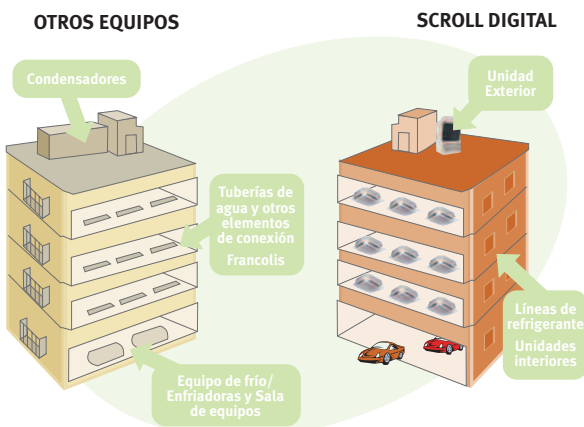 OTROS EQUIPOS
SCROLL DIGITAL
Condensadores
Unidad
Exterior
Tuberías de
agua y otros
elementos
de conexión
Francolis
Líneas de
refrigerante
Unidades
interiores
Equipo de frío/
Enfriadoras y Sala
de equipos